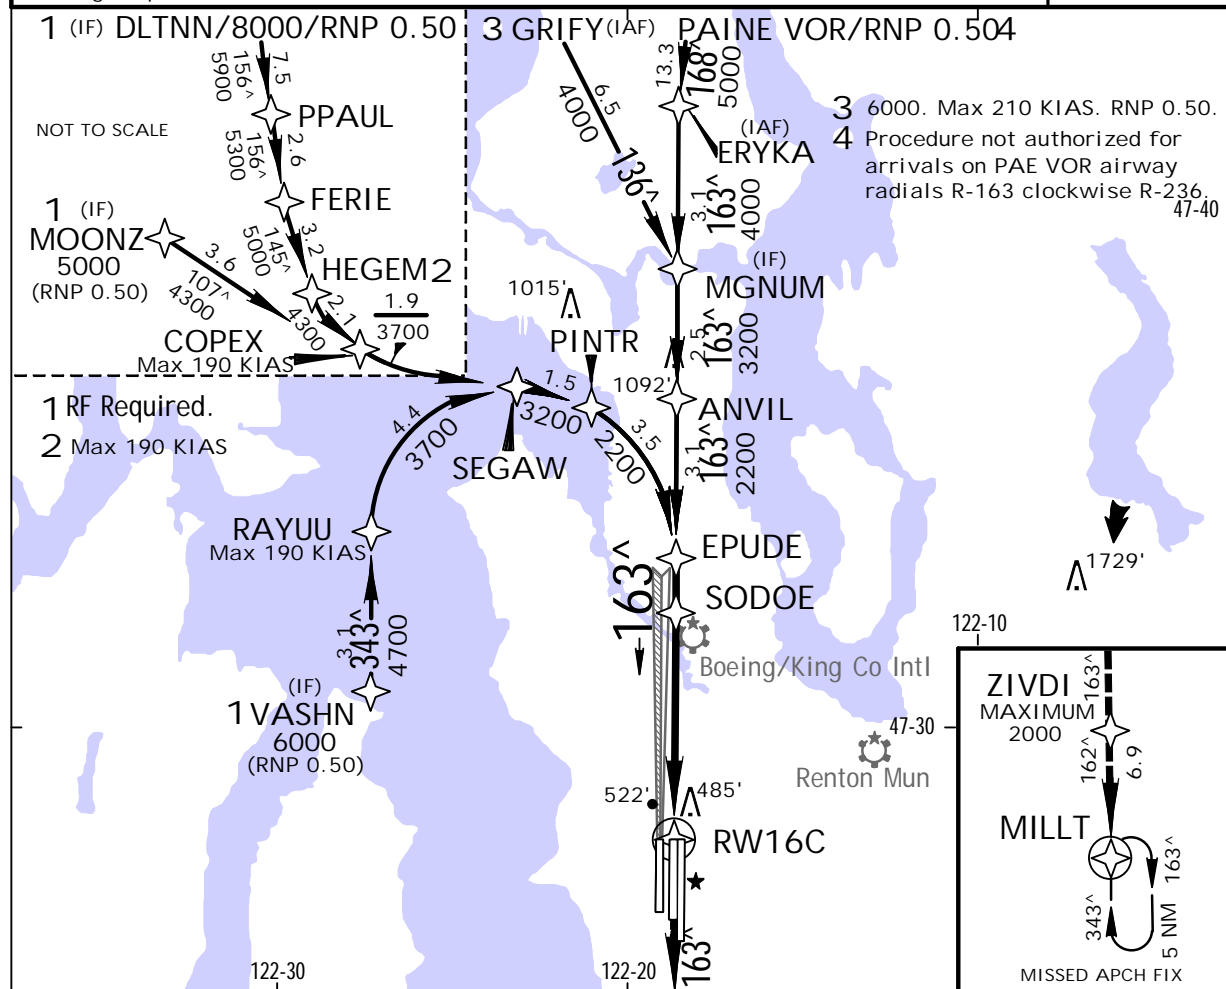 1 (IF) DLTNN/8000/RNP 0.50
7.5
156^
5900
PPAUL
NOT TO SCALE
2.6
156^
5300
FERIE
1 (IF)
MOONZ
5000
(RNP 0.50)
3.2
145^
5000
HEGEM2
3.6
107^
4300
2.1
4300
1.9
3700
COPEX
Max 190 KIAS
1 RF Required.
2 Max 190 KIAS
3 GRIFY(IAF)
PAINE VOR/RNP 0.504
6.5
4000
136^
13.3
168^
5000
(IAF)
ERYKA
3 6000. Max 210 KIAS. RNP 0.50.
4 Procedure not authorized for
arrivals on PAE VOR airway
radials R-163 clockwise R-236.
47-40
3.1
163^
4000
(IF)
MGNUM
1015'
PINTR
2.5
163^
3200
1092'
ANVIL
1.5
3200
SEGAW
3.5
2200
3.1
163^
2200
4.4
3700
RAYUU
Max 190 KIAS
EPUDE
163^
SODOE
1729'
122-10
3.1
343^
4700
(IF)
1 VASHN
6000
(RNP 0.50)
Boeing/King Co Intl
47-30
Renton Mun
522'
485'
RW16C
163^
122-30
122-20
163^
ZIVDI
MAXIMUM
2000
162^
6.9
MILLT
163^
343^
5 NM
MISSED APCH FIX